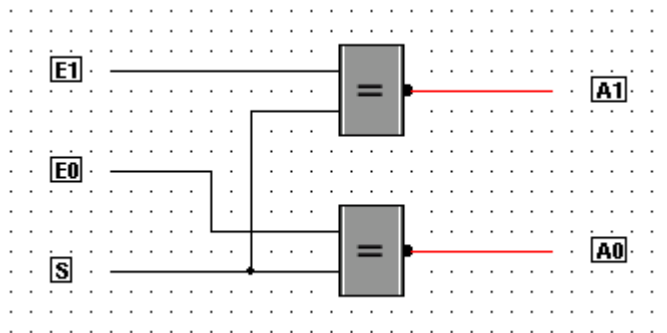 E1
=
A1
E0
=
A0
S